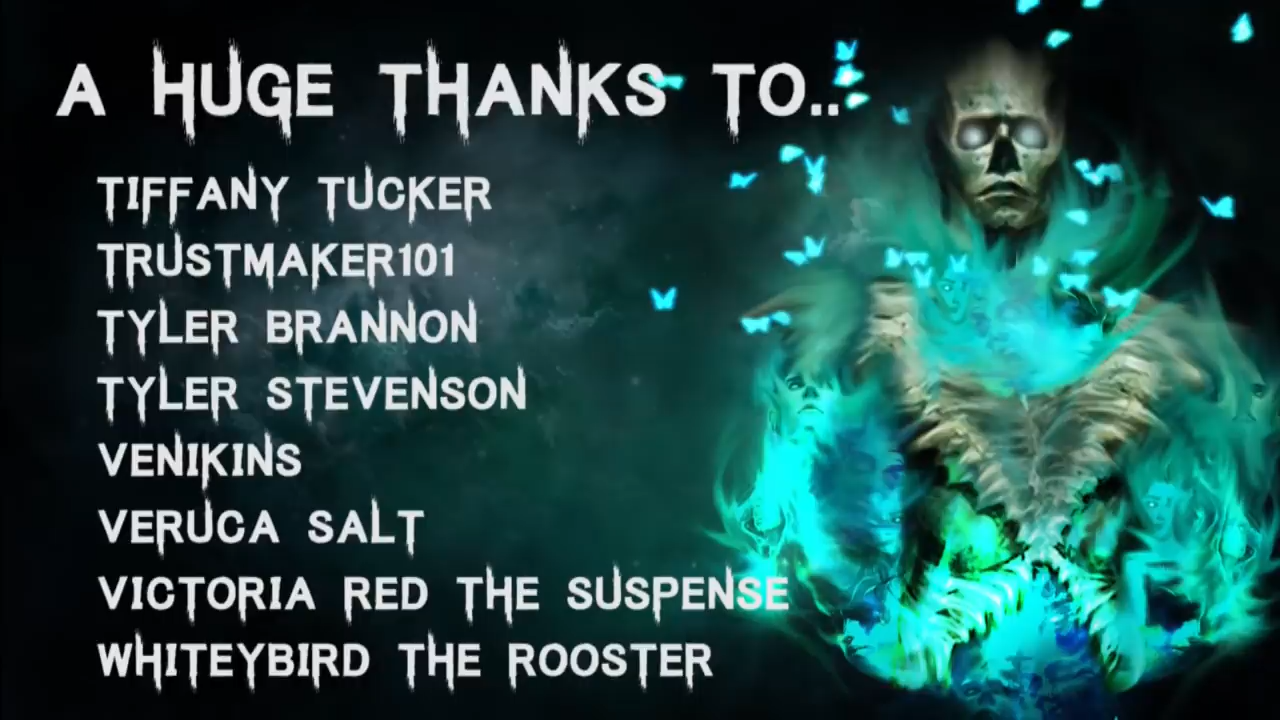 A HUGE THANKS TO..
TIFFANY TUCKER
TRUSTMAKER101
TYLER BRANNON
TYLER STEVENSON
VENIKINS
VERUCA SALT
VICTORIA RED THE SUSPENSE
WHITEYBIRD THE ROOSTER